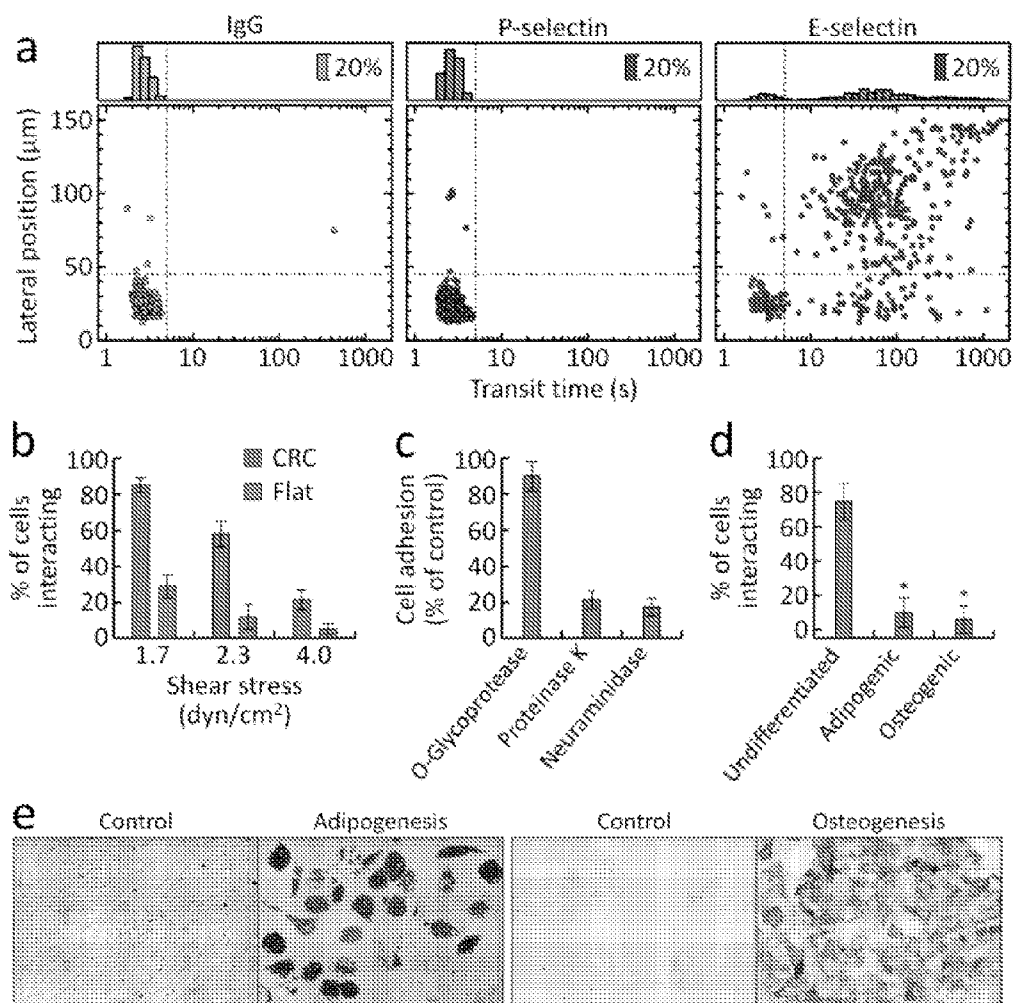 a
IgG
P-selectin
E-selectin
20%
20%
20%
Lateral position (µm)
150
100
50
0
1 10 100 1000
1 10 100 1000
1 10 100 1000
Transit time (s)
b
% of cells
interacting
100
80
60
40
20
0
CRC
Flat
1.7 2.3 4.0
Shear stress
(dyn/cm²)
c
Cell adhesion
(% of control)
100
80
60
40
20
0
O-Glycoprotease
Proteinase K
Neuraminidase
d
% of cells
interacting
100
80
60
40
20
0
*
*
Undifferentiated
Adipogenic
Osteogenic
e
Control
Adipogenesis
Control
Osteogenesis